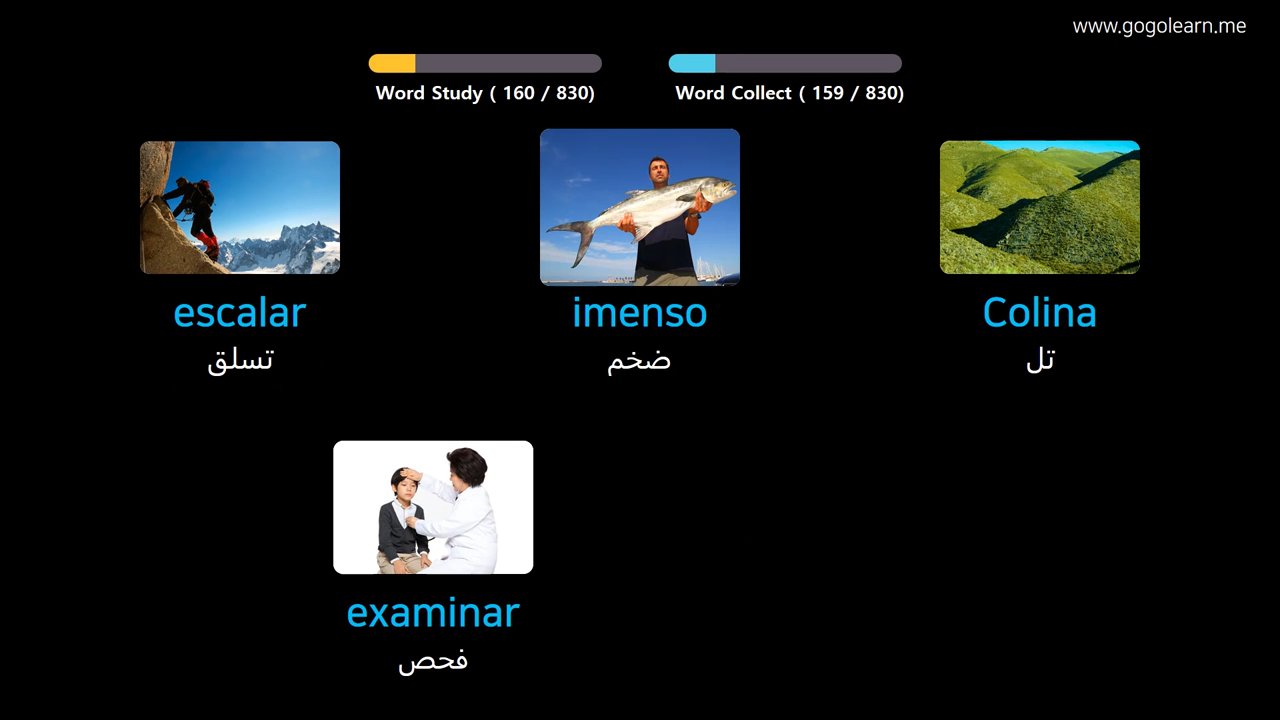 www.gogolearn.me
Word Study ( 160 / 830)
Word Collect ( 159 / 830)
escalar
تسلق
imenso
ضخم
Colina
تل
examinar
فحص